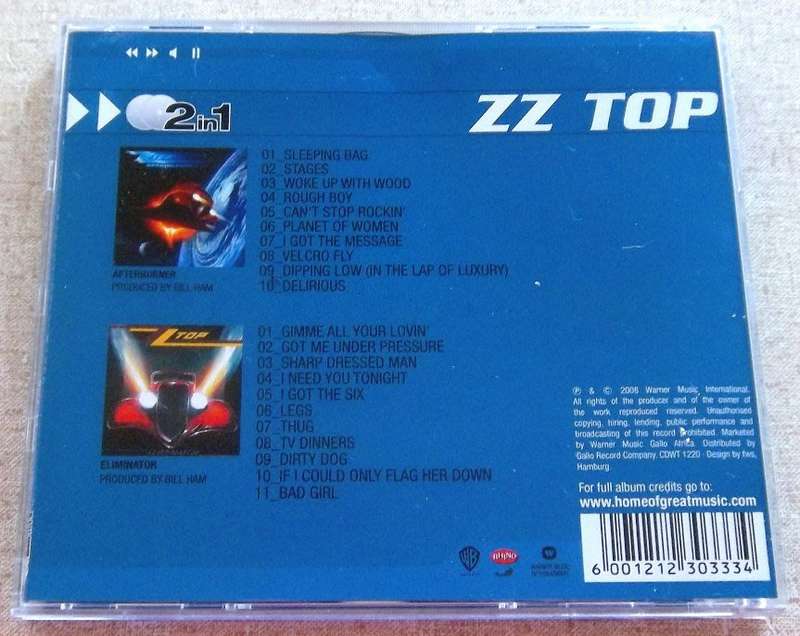 2in1
ZZ TOP
01_SLEEPING BAG
02_STAGES
03_WOKE UP WITH WOOD
04_ROUGH BOY
05_CAN'T STOP ROCKIN'
06_PLANET OF WOMEN
07_I GOT THE MESSAGE
08_VELCRO FLY
09_DIPPING LOW (IN THE LAP OF LUXURY)
10_DELIRIOUS
AFTERBURNER
PRODUCED BY BILL HAM
ZZ TOP
01_GIMME ALL YOUR LOVIN'
02_GOT ME UNDER PRESSURE
03_SHARP DRESSED MAN
04_I NEED YOU TONIGHT
05_I GOT THE SIX
06_LEGS
07_THUG
08_TV DINNERS
09_DIRTY DOG
10_IF I COULD ONLY FLAG HER DOWN
11_BAD GIRL
ELIMINATOR
PRODUCED BY BILL HAM
℗ & © 2008 Warner Music International.
All rights of the producer and of the owner of
the work reproduced reserved. Unauthorised
copying, hiring, lending, public performance and
broadcasting of this record prohibited. Marketed
by Warner Music Gallo Africa. Distributed by
Gallo Record Company. CDWT 1220 · Design by fws,
Hamburg.
For full album credits go to:
www.homeofgreatmusic.com
WB
RHINO
WARNER MUSIC
6 001212 303334